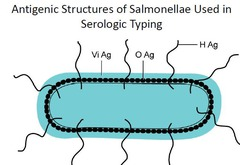 Antigenic Structures of Salmonellae Used in
Serologic Typing
H Ag
Vi Ag
O Ag